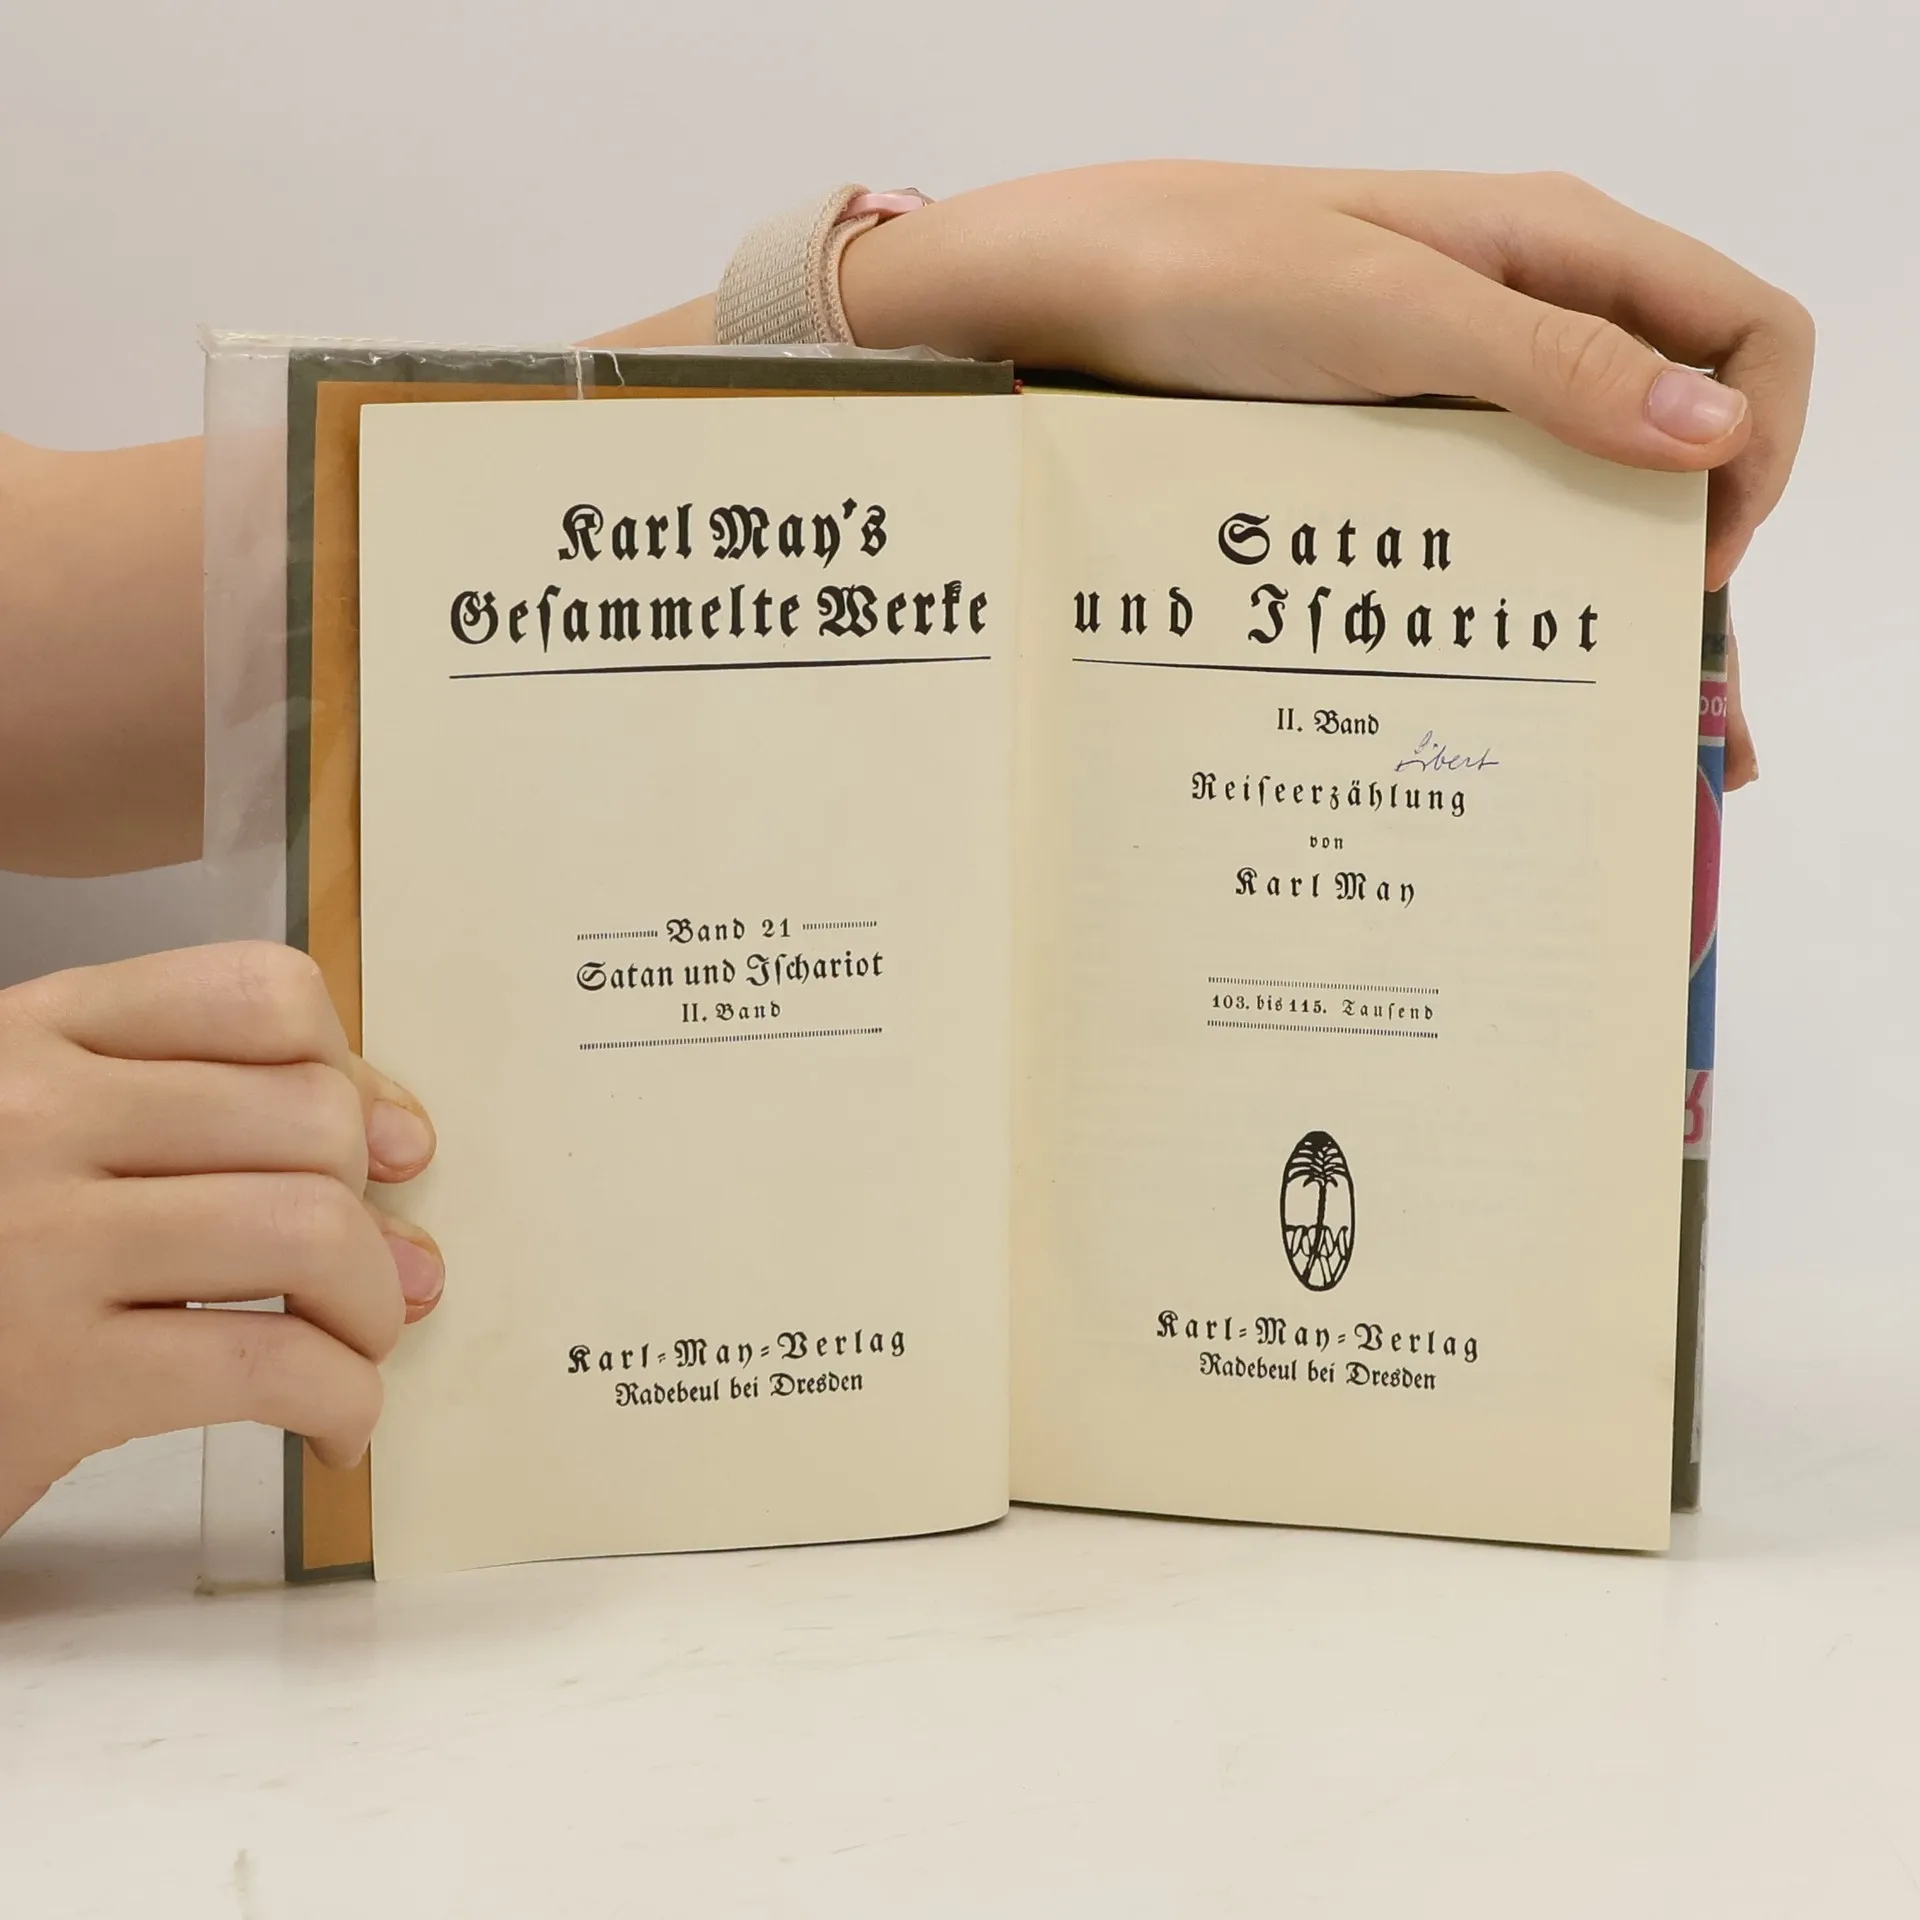 Karl May's
Gesammelte Werke
Band 21
Satan und Ischariot
II. Band
Karl-May-Verlag
Radebeul bei Dresden
Satan
und Ischariot
II. Band
Reiseerzählung
von
Karl May
103. bis 115. Tausend
Karl-May-Verlag
Radebeul bei Dresden